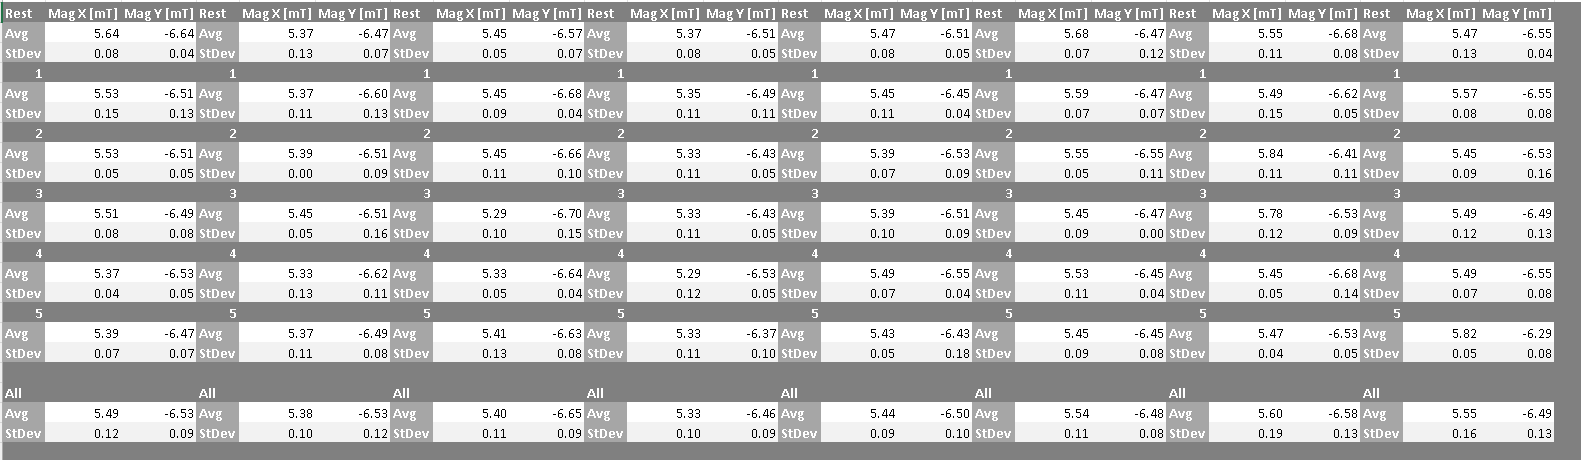 Rest Mag X [mT] Mag Y [mT] Rest Mag X [mT] Mag Y [mT] Rest Mag X [mT] Mag Y [mT] Rest Mag X [mT] Mag Y [mT] Rest Mag X [mT] Mag Y [mT] Rest Mag X [mT] Mag Y [mT] Rest Mag X [mT] Mag Y [mT] Rest Mag X [mT] Mag Y [mT]
Avg 5.64 -6.64 Avg 5.37 -6.47 Avg 5.45 -6.57 Avg 5.37 -6.51 Avg 5.47 -6.51 Avg 5.68 -6.47 Avg 5.55 -6.68 Avg 5.47 -6.55
StDev 0.08 0.04 StDev 0.13 0.07 StDev 0.05 0.07 StDev 0.08 0.05 StDev 0.08 0.05 StDev 0.07 0.12 StDev 0.11 0.08 StDev 0.13 0.04
1 1 1 1 1 1 1 1
Avg 5.53 -6.51 Avg 5.37 -6.60 Avg 5.45 -6.68 Avg 5.35 -6.49 Avg 5.45 -6.45 Avg 5.59 -6.47 Avg 5.49 -6.62 Avg 5.57 -6.55
StDev 0.15 0.13 StDev 0.11 0.13 StDev 0.09 0.04 StDev 0.11 0.11 StDev 0.11 0.04 StDev 0.07 0.07 StDev 0.15 0.05 StDev 0.08 0.08
2 2 2 2 2 2 2 2
Avg 5.53 -6.51 Avg 5.39 -6.51 Avg 5.45 -6.66 Avg 5.33 -6.43 Avg 5.39 -6.53 Avg 5.55 -6.55 Avg 5.84 -6.41 Avg 5.45 -6.53
StDev 0.05 0.05 StDev 0.00 0.09 StDev 0.11 0.10 StDev 0.11 0.05 StDev 0.07 0.09 StDev 0.05 0.11 StDev 0.11 0.11 StDev 0.09 0.16
3 3 3 3 3 3 3 3
Avg 5.51 -6.49 Avg 5.45 -6.51 Avg 5.29 -6.70 Avg 5.33 -6.43 Avg 5.39 -6.51 Avg 5.45 -6.47 Avg 5.78 -6.53 Avg 5.49 -6.49
StDev 0.08 0.08 StDev 0.05 0.16 StDev 0.10 0.15 StDev 0.11 0.05 StDev 0.10 0.09 StDev 0.09 0.00 StDev 0.12 0.09 StDev 0.12 0.13
4 4 4 4 4 4 4 4
Avg 5.37 -6.53 Avg 5.33 -6.62 Avg 5.33 -6.64 Avg 5.29 -6.53 Avg 5.49 -6.55 Avg 5.53 -6.45 Avg 5.45 -6.68 Avg 5.49 -6.55
StDev 0.04 0.05 StDev 0.13 0.11 StDev 0.05 0.04 StDev 0.12 0.05 StDev 0.07 0.04 StDev 0.11 0.04 StDev 0.05 0.14 StDev 0.07 0.08
5 5 5 5 5 5 5 5
Avg 5.39 -6.47 Avg 5.37 -6.49 Avg 5.41 -6.63 Avg 5.33 -6.37 Avg 5.43 -6.43 Avg 5.45 -6.45 Avg 5.47 -6.53 Avg 5.82 -6.29
StDev 0.07 0.07 StDev 0.11 0.08 StDev 0.13 0.08 StDev 0.11 0.10 StDev 0.05 0.18 StDev 0.09 0.08 StDev 0.04 0.05 StDev 0.05 0.08
All All All All All All All All
Avg 5.49 -6.53 Avg 5.38 -6.53 Avg 5.40 -6.65 Avg 5.33 -6.46 Avg 5.44 -6.50 Avg 5.54 -6.48 Avg 5.60 -6.58 Avg 5.55 -6.49
StDev 0.12 0.09 StDev 0.10 0.12 StDev 0.11 0.09 StDev 0.10 0.09 StDev 0.09 0.10 StDev 0.11 0.08 StDev 0.19 0.13 StDev 0.16 0.13